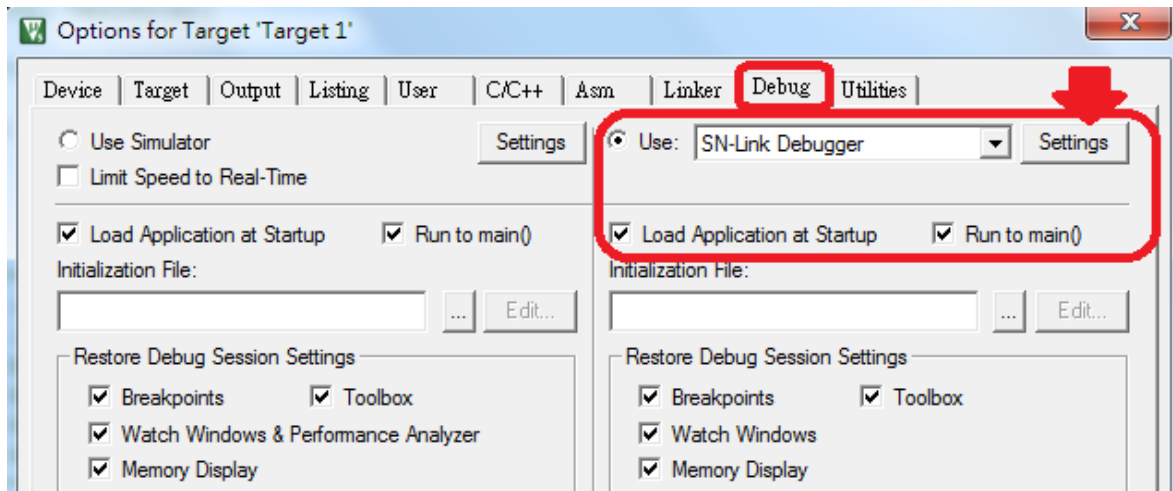 Options for Target 'Target 1'
Device Target Output Listing User C/C++ Asm Linker Debug Utilities
Use Simulator Settings Use: SN-Link Debugger Settings
Limit Speed to Real-Time
Load Application at Startup Run to main() Load Application at Startup Run to main()
Initialization File: Initialization File:
... Edit... ... Edit...
Restore Debug Session Settings Restore Debug Session Settings
Breakpoints Toolbox Breakpoints Toolbox
Watch Windows & Performance Analyzer Watch Windows
Memory Display Memory Display